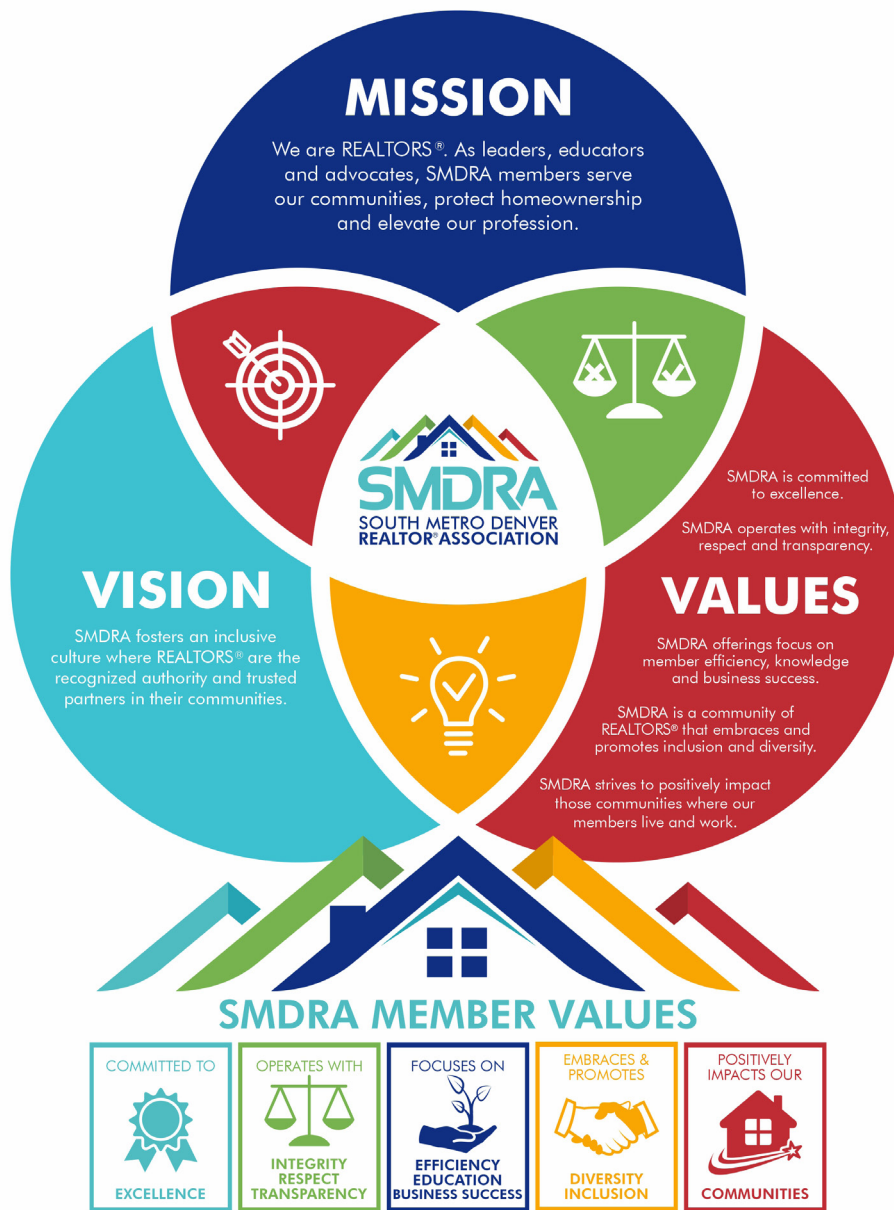 MISSION
We are REALTORS®. As leaders, educators
and advocates, SMDRA members serve
our communities, protect homeownership
and elevate our profession.
SMDRA
SOUTH METRO DENVER
REALTOR® ASSOCIATION
VISION
SMDRA fosters an inclusive
culture where REALTORS® are the
recognized authority and trusted
partners in their communities.
SMDRA is committed
to excellence.
SMDRA operates with integrity,
respect and transparency.
VALUES
SMDRA offerings focus on
member efficiency, knowledge
and business success.
SMDRA is a community of
REALTORS® that embraces and
promotes inclusion and diversity.
SMDRA strives to positively impact
those communities where our
members live and work.
SMDRA MEMBER VALUES
COMMITTED TO
EXCELLENCE
OPERATES WITH
INTEGRITY
RESPECT
TRANSPARENCY
FOCUSES ON
EFFICIENCY
EDUCATION
BUSINESS SUCCESS
EMBRACES &
PROMOTES
DIVERSITY
INCLUSION
POSITIVELY
IMPACTS OUR
COMMUNITIES